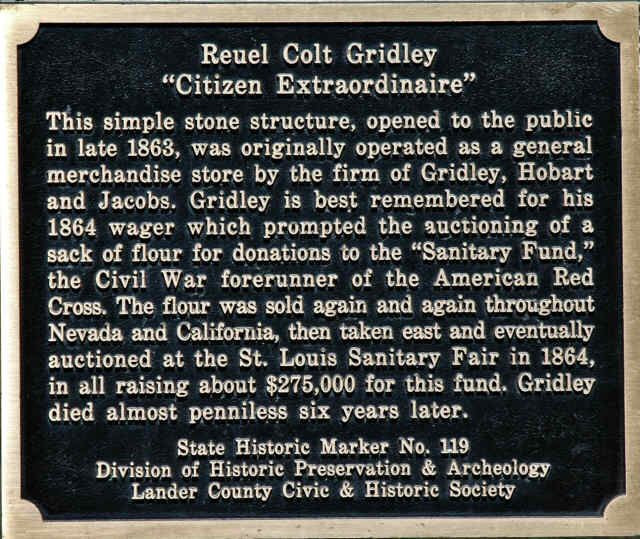 Reuel Colt Gridley
“Citizen Extraordinaire”
This simple stone structure, opened to the public
in late 1863, was originally operated as a general
merchandise store by the firm of Gridley, Hobart
and Jacobs. Gridley is best remembered for his
1864 wager which prompted the auctioning of a
sack of flour for donations to the “Sanitary Fund,”
the Civil War forerunner of the American Red
Cross. The flour was sold again and again throughout
Nevada and California, then taken east and eventually
auctioned at the St. Louis Sanitary Fair in 1864,
in all raising about $275,000 for this fund. Gridley
died almost penniless six years later.
State Historic Marker No. 119
Division of Historic Preservation & Archeology
Lander County Civic & Historic Society